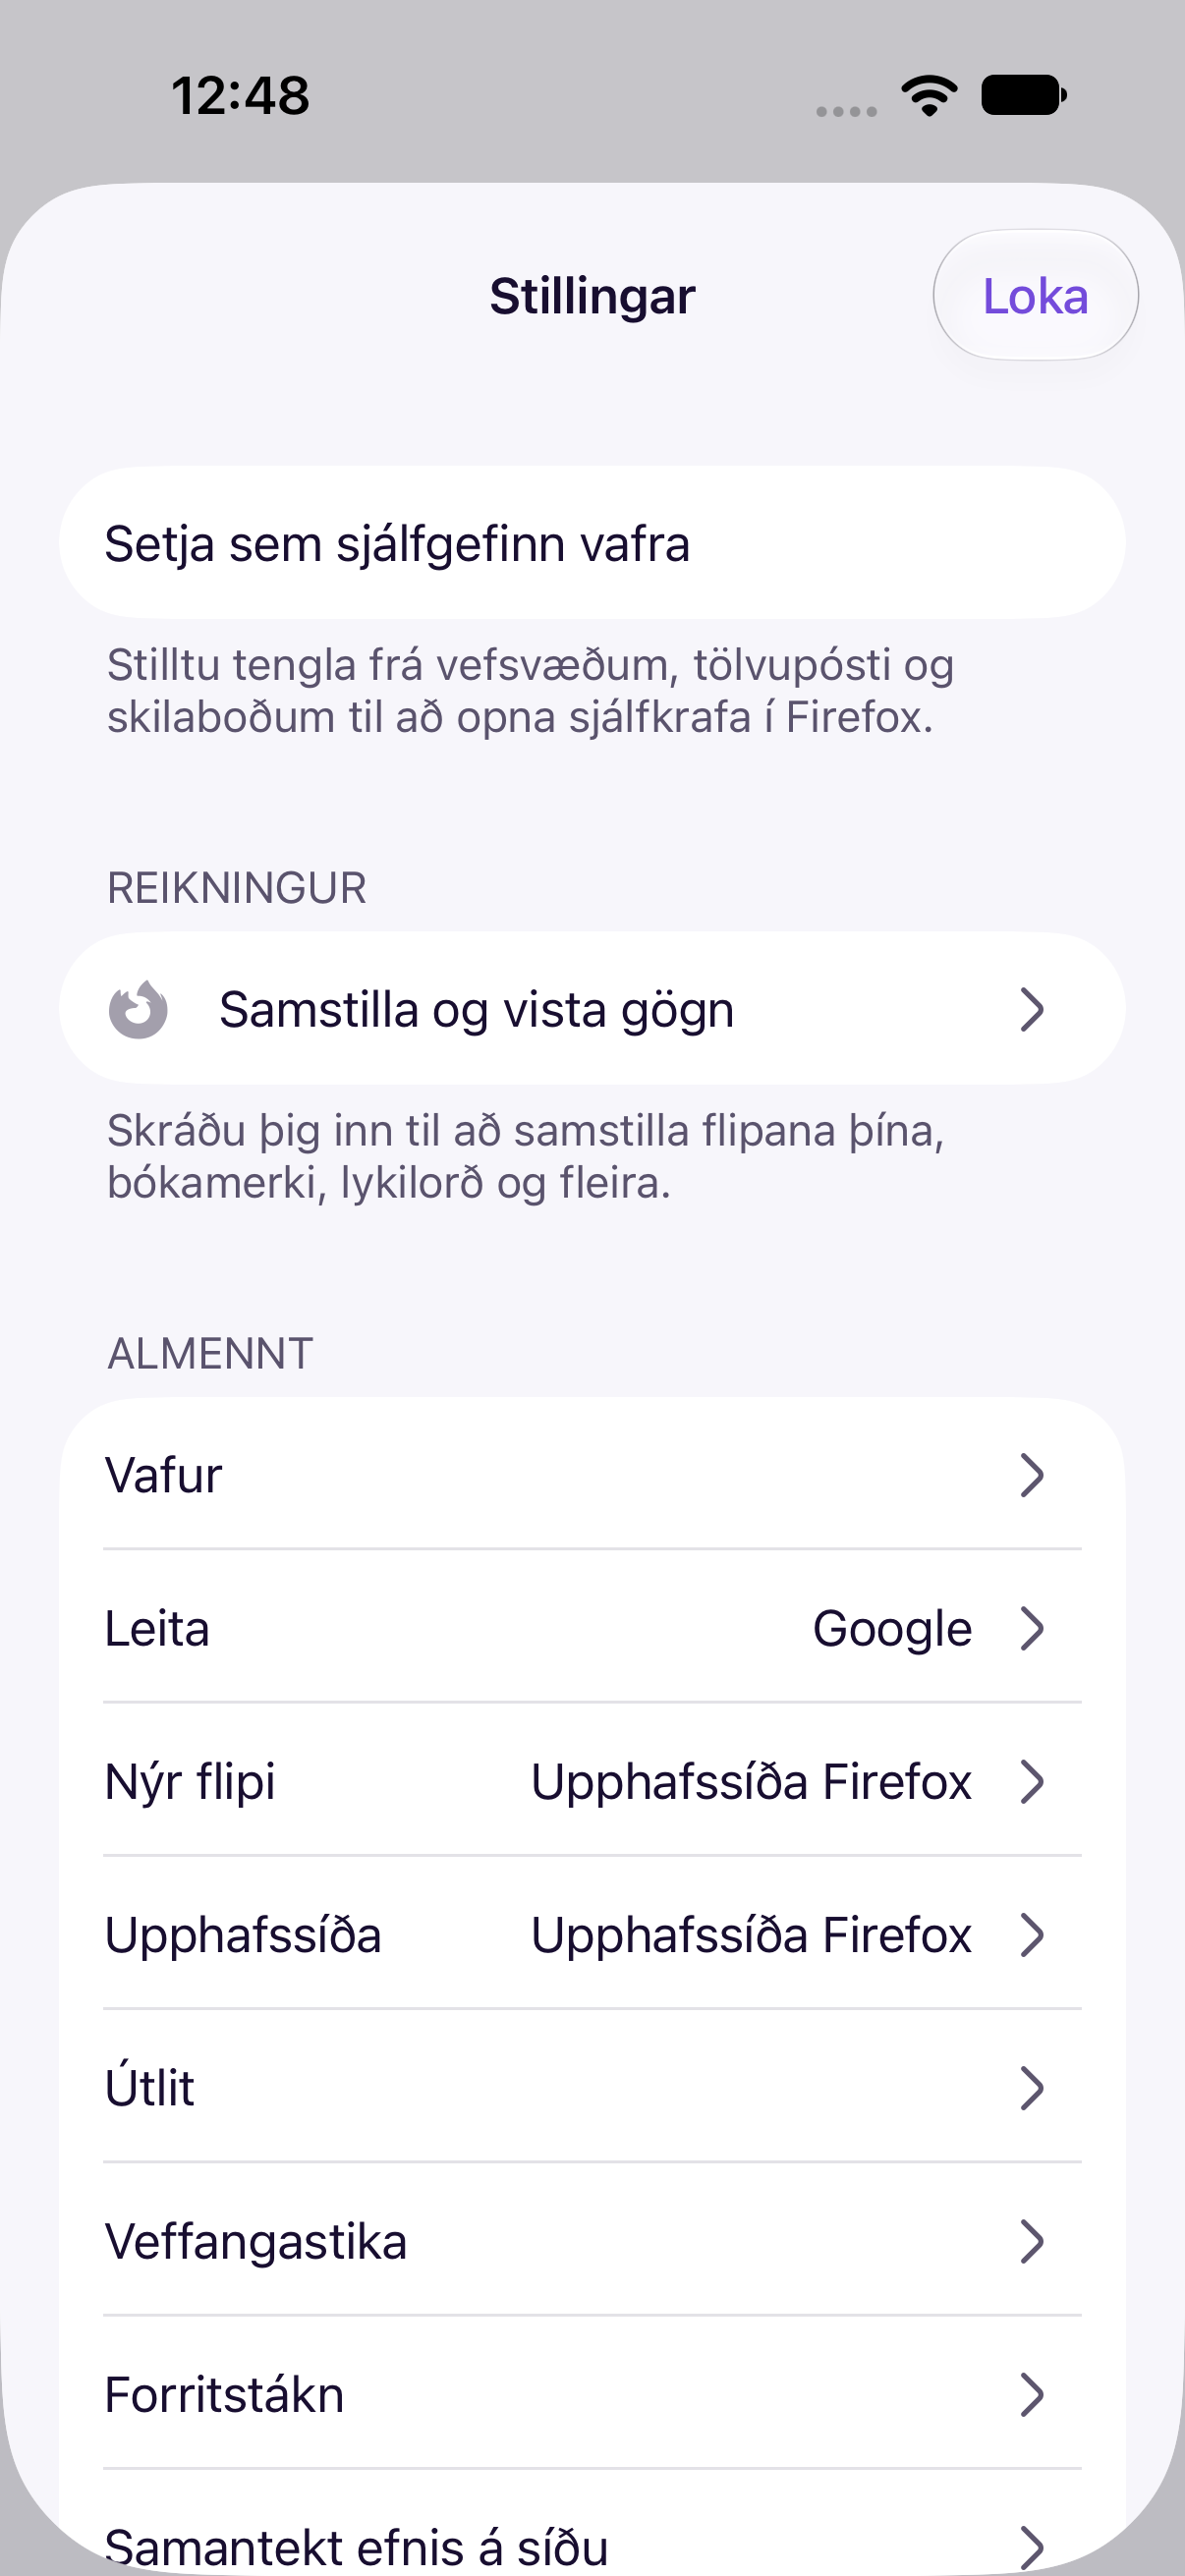 12:48
Stillingar
Loka
Setja sem sjálfgefinn vafra
Stilltu tengla frá vefsvæðum, tölvupósti og
skilaboðum til að opna sjálfkrafa í Firefox.
REIKNINGUR
Samstilla og vista gögn
Skráðu þig inn til að samstilla flipana þína,
bókamerki, lykilorð og fleira.
ALMENNT
Vafur
Leita Google
Nýr flipi Upphafssíða Firefox
Upphafssíða Upphafssíða Firefox
Útlit
Veffangastika
Forritstákn
Samantekt efnis á síðu